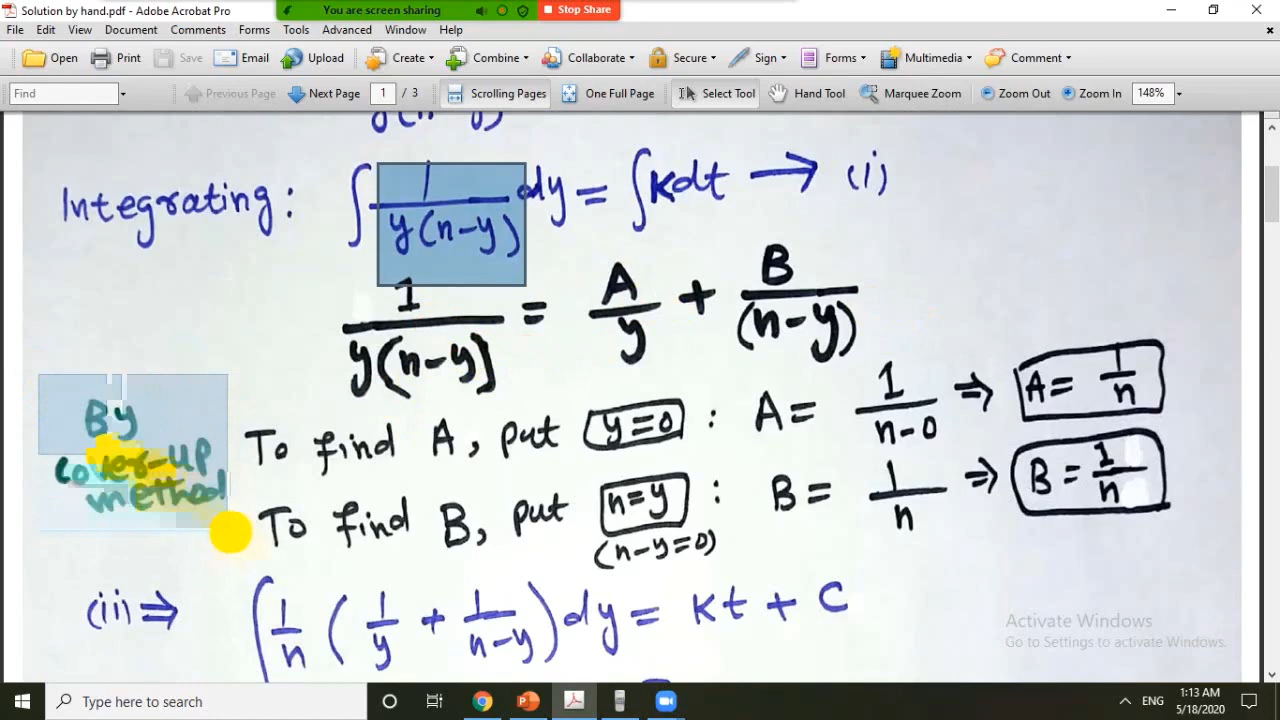 Solution by hand.pdf - Adobe Acrobat Pro
You are screen sharing
Stop Share
File Edit View Document Comments Forms Tools Advanced Window Help
Open Print Save Email Upload Create Combine Collaborate Secure Sign Forms Multimedia Comment
Find Previous Page Next Page 1 / 3 Scrolling Pages One Full Page Select Tool Hand Tool Marquee Zoom Zoom Out Zoom In 148%
Integrating: ∫ 1/y(n-y) dy = ∫ K dt → (i)
1/y(n-y) = A/y + B/(n-y)
By
cover-up
method
To find A, put y=0 : A = 1/n-0 ⇒ A = 1/n
To find B, put n=y : B = 1/n ⇒ B = 1/n
(n-y=0)
(iii) ⇒ ∫ 1/n ( 1/y + 1/n-y ) dy = Kt + C
Activate Windows
Go to Settings to activate Windows.
Type here to search
ENG
1:13 AM
5/18/2020